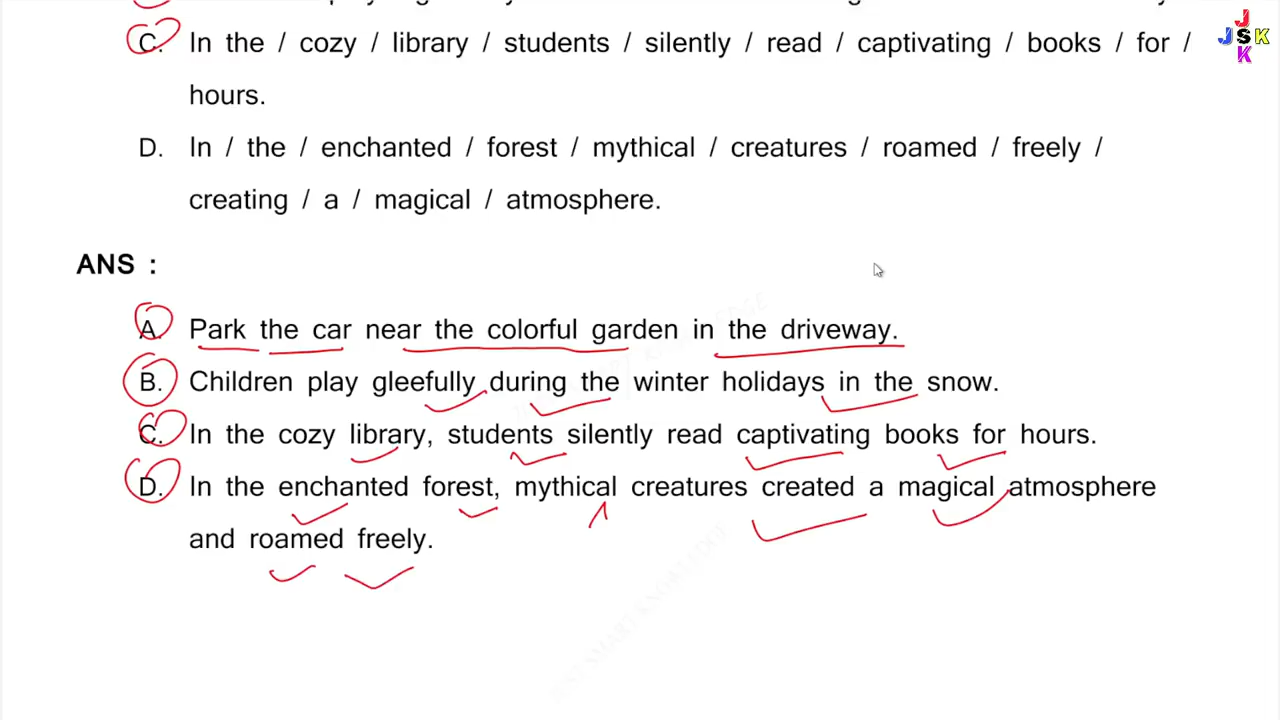 C. In the / cozy / library / students / silently / read / captivating / books / for /
hours.
D. In / the / enchanted / forest / mythical / creatures / roamed / freely /
creating / a / magical / atmosphere.
ANS :
A. Park the car near the colorful garden in the driveway.
B. Children play gleefully during the winter holidays in the snow.
C. In the cozy library, students silently read captivating books for hours.
D. In the enchanted forest, mythical creatures created a magical atmosphere
and roamed freely.
J
JSK
K